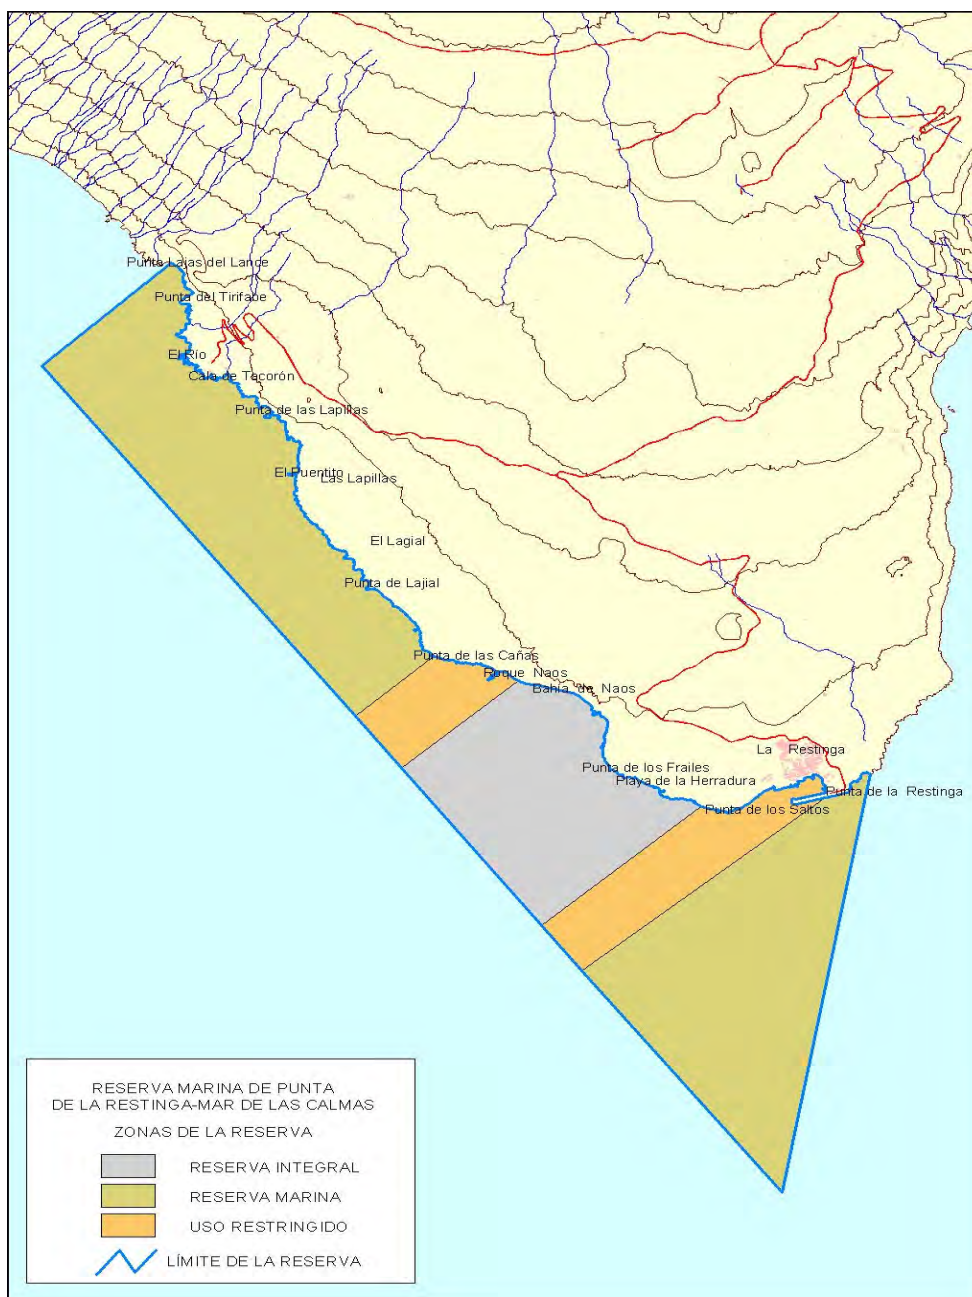 Punta Lajas del Lance
Punta del Tirifabe
El Río
Cala de Tacorón
Punta de las Lapillas
El Puentito
Las Lapillas
El Lagial
Punta de Lajial
Punta de las Cañas
Roque Naos
Bahía de Naos
La Restinga
Punta de los Frailes
Playa de la Herradura
Punta de la Restinga
Punta de los Saltos
RESERVA MARINA DE PUNTA
DE LA RESTINGA-MAR DE LAS CALMAS
ZONAS DE LA RESERVA
RESERVA INTEGRAL
RESERVA MARINA
USO RESTRINGIDO
LÍMITE DE LA RESERVA